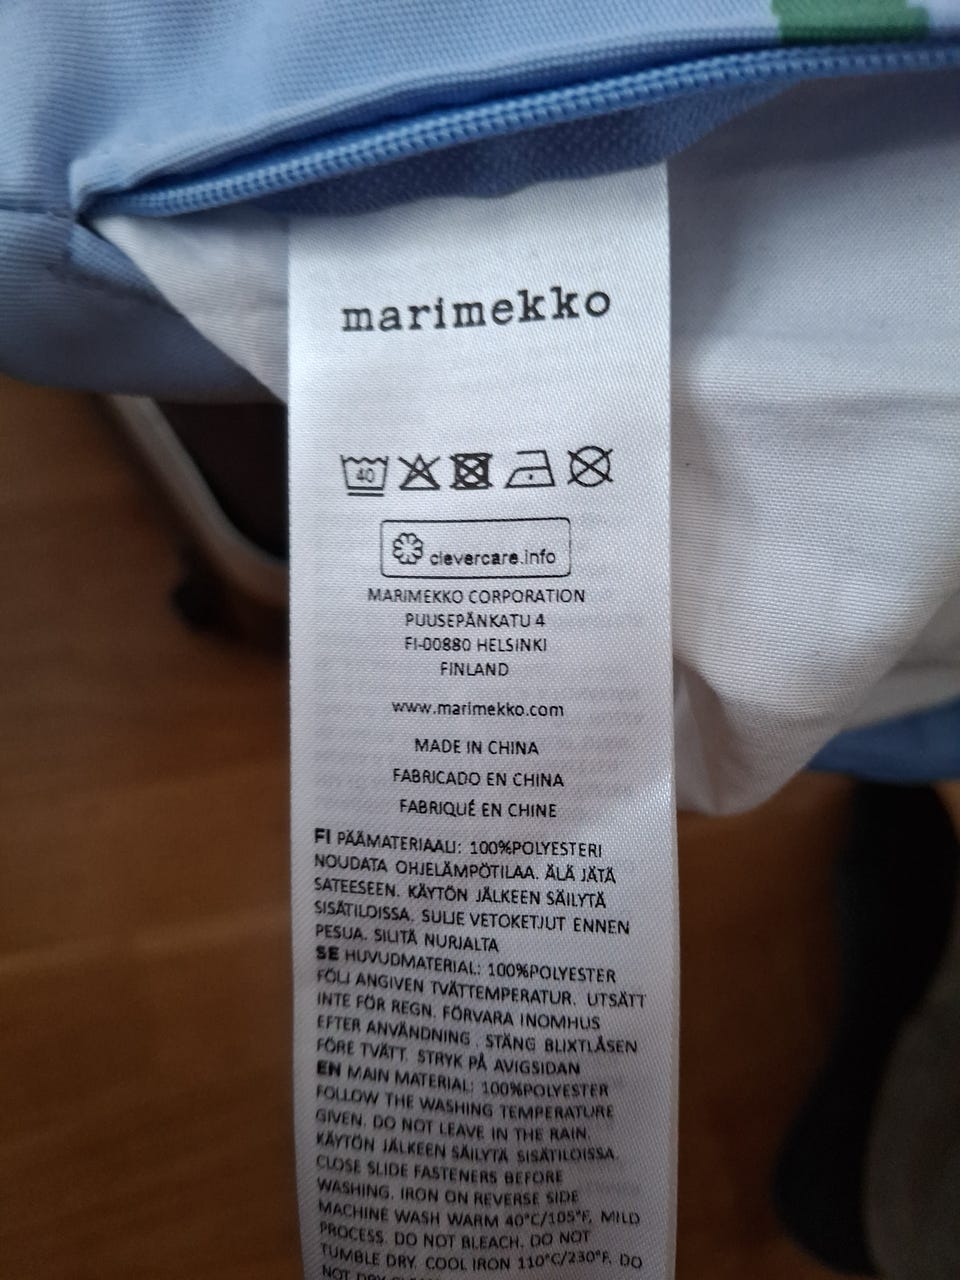 marimekko
40
clevercare.info
MARIMEKKO CORPORATION
PUUSEPÄNKATU 4
FI-00880 HELSINKI
FINLAND
www.marimekko.com
MADE IN CHINA
FABRICADO EN CHINA
FABRIQUÉ EN CHINE
FI PÄÄMATERIAALI: 100%POLYESTERI
NOUDATA OHJELÄMPÖTILAA. ÄLÄ JÄTÄ
SATEESEEN. KÄYTÖN JÄLKEEN SÄILYTÄ
SISÄTILOISSA. SULJE VETOKETJUT ENNEN
PESUA. SILITÄ NURJALTA
SE HUVUDMATERIAL: 100%POLYESTER
FÖLJ ANGIVEN TVÄTTEMPERATUR. UTSÄTT
INTE FÖR REGN. FÖRVARA INOMHUS
EFTER ANVÄNDNING . STÄNG BLIXTLÅSEN
FÖRE TVÄTT. STRYK PÅ AVIGSIDAN
EN MAIN MATERIAL: 100%POLYESTER
FOLLOW THE WASHING TEMPERATURE
GIVEN. DO NOT LEAVE IN THE RAIN.
KÄYTÖN JÄLKEEN SÄILYTÄ SISÄTILOISSA.
CLOSE SLIDE FASTENERS BEFORE
WASHING. IRON ON REVERSE SIDE
MACHINE WASH WARM 40°C/105°F, MILD
PROCESS. DO NOT BLEACH. DO NOT
TUMBLE DRY. COOL IRON 110°C/230°F. DO
NOT DRY